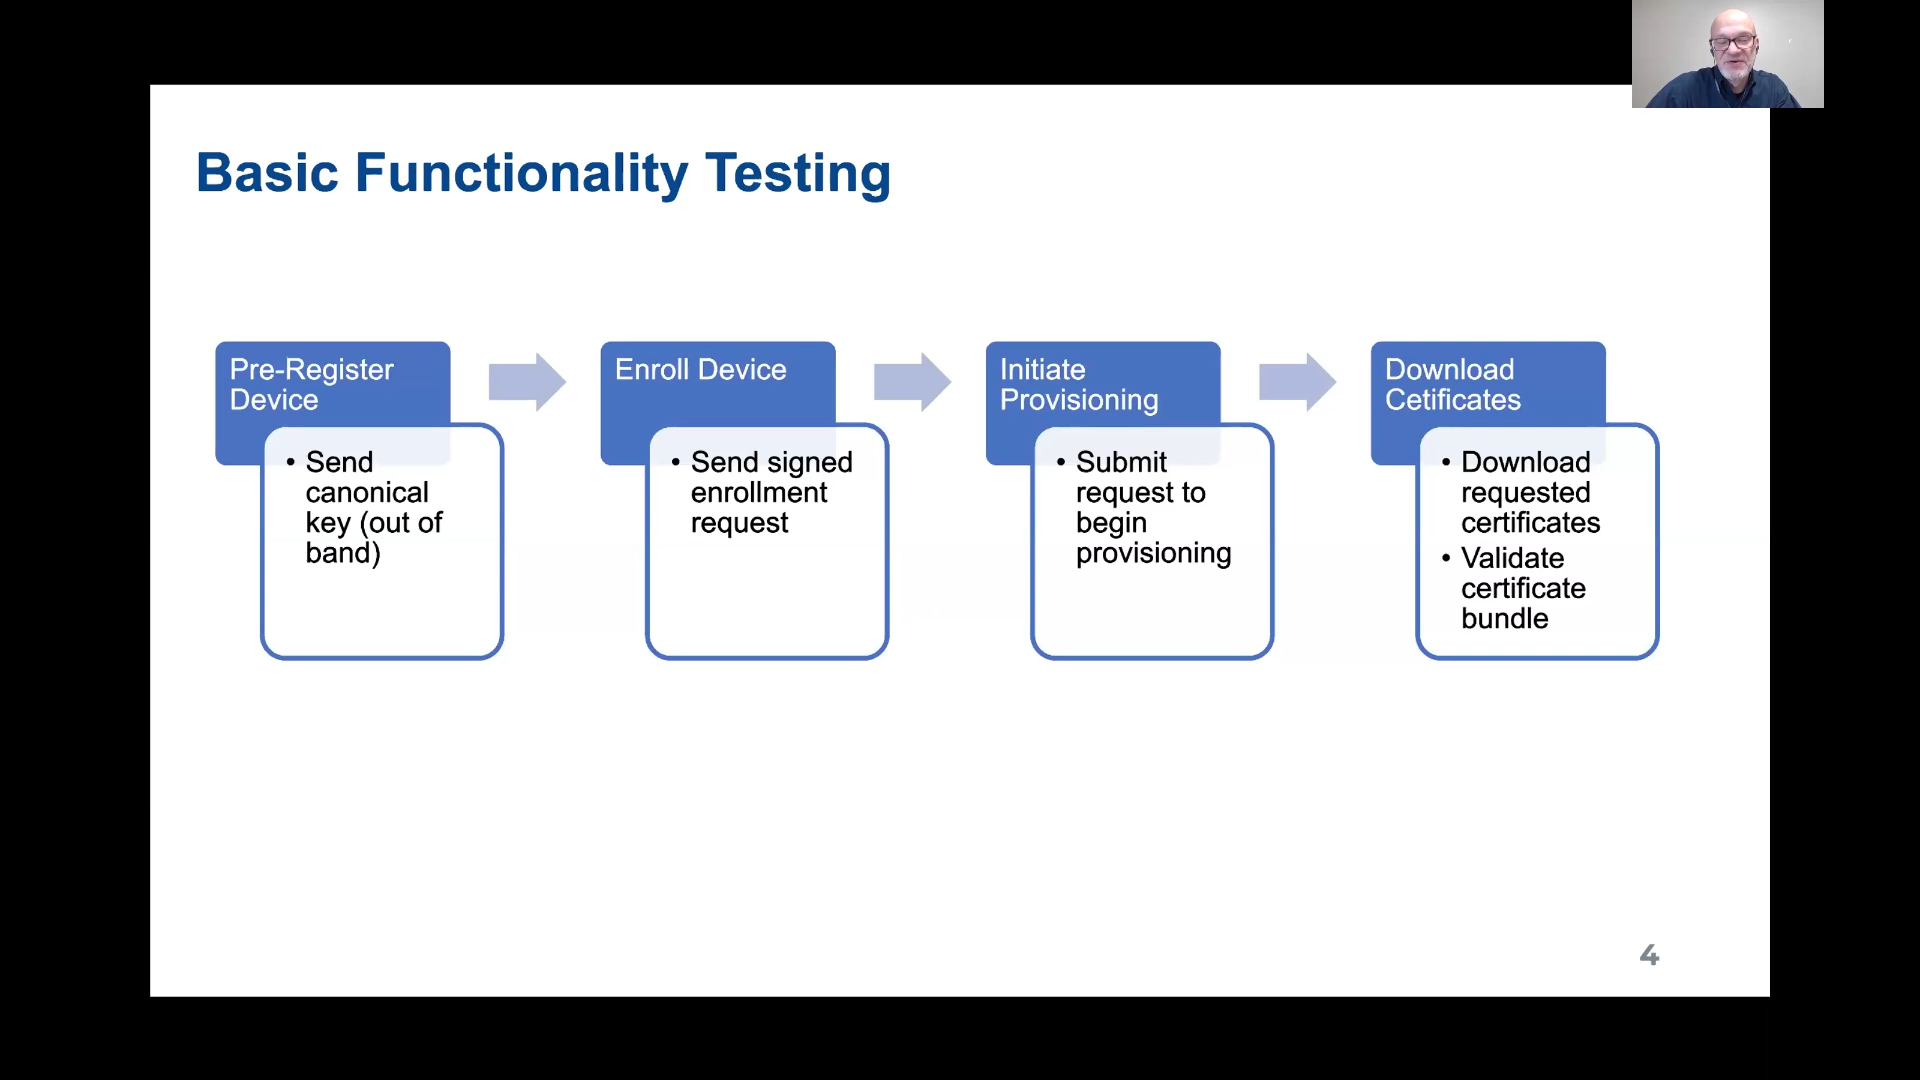 Basic Functionality Testing
Pre-Register
Device
• Send
canonical
key (out of
band)
Enroll Device
• Send signed
enrollment
request
Initiate
Provisioning
• Submit
request to
begin
provisioning
Download
Cetificates
• Download
requested
certificates
• Validate
certificate
bundle
4